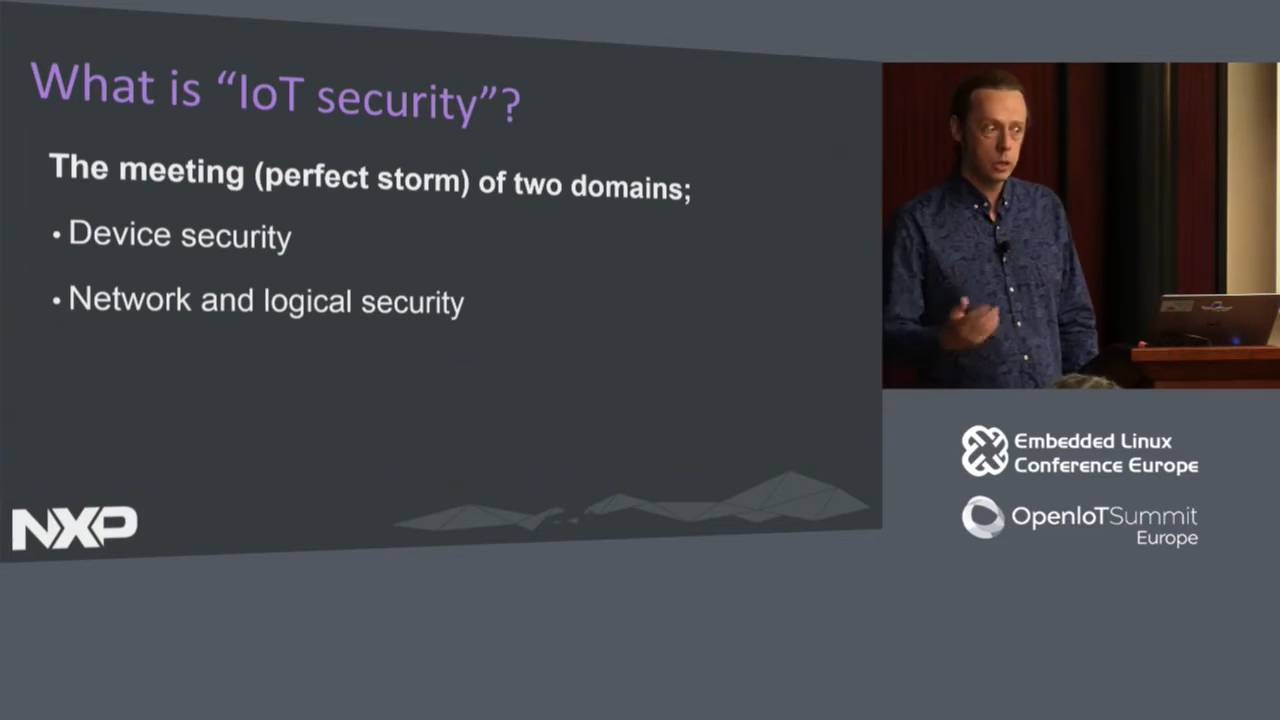 What is “IoT security”?
The meeting (perfect storm) of two domains;
• Device security
• Network and logical security
NXP
Embedded Linux
Conference Europe
OpenIoTSummit
Europe